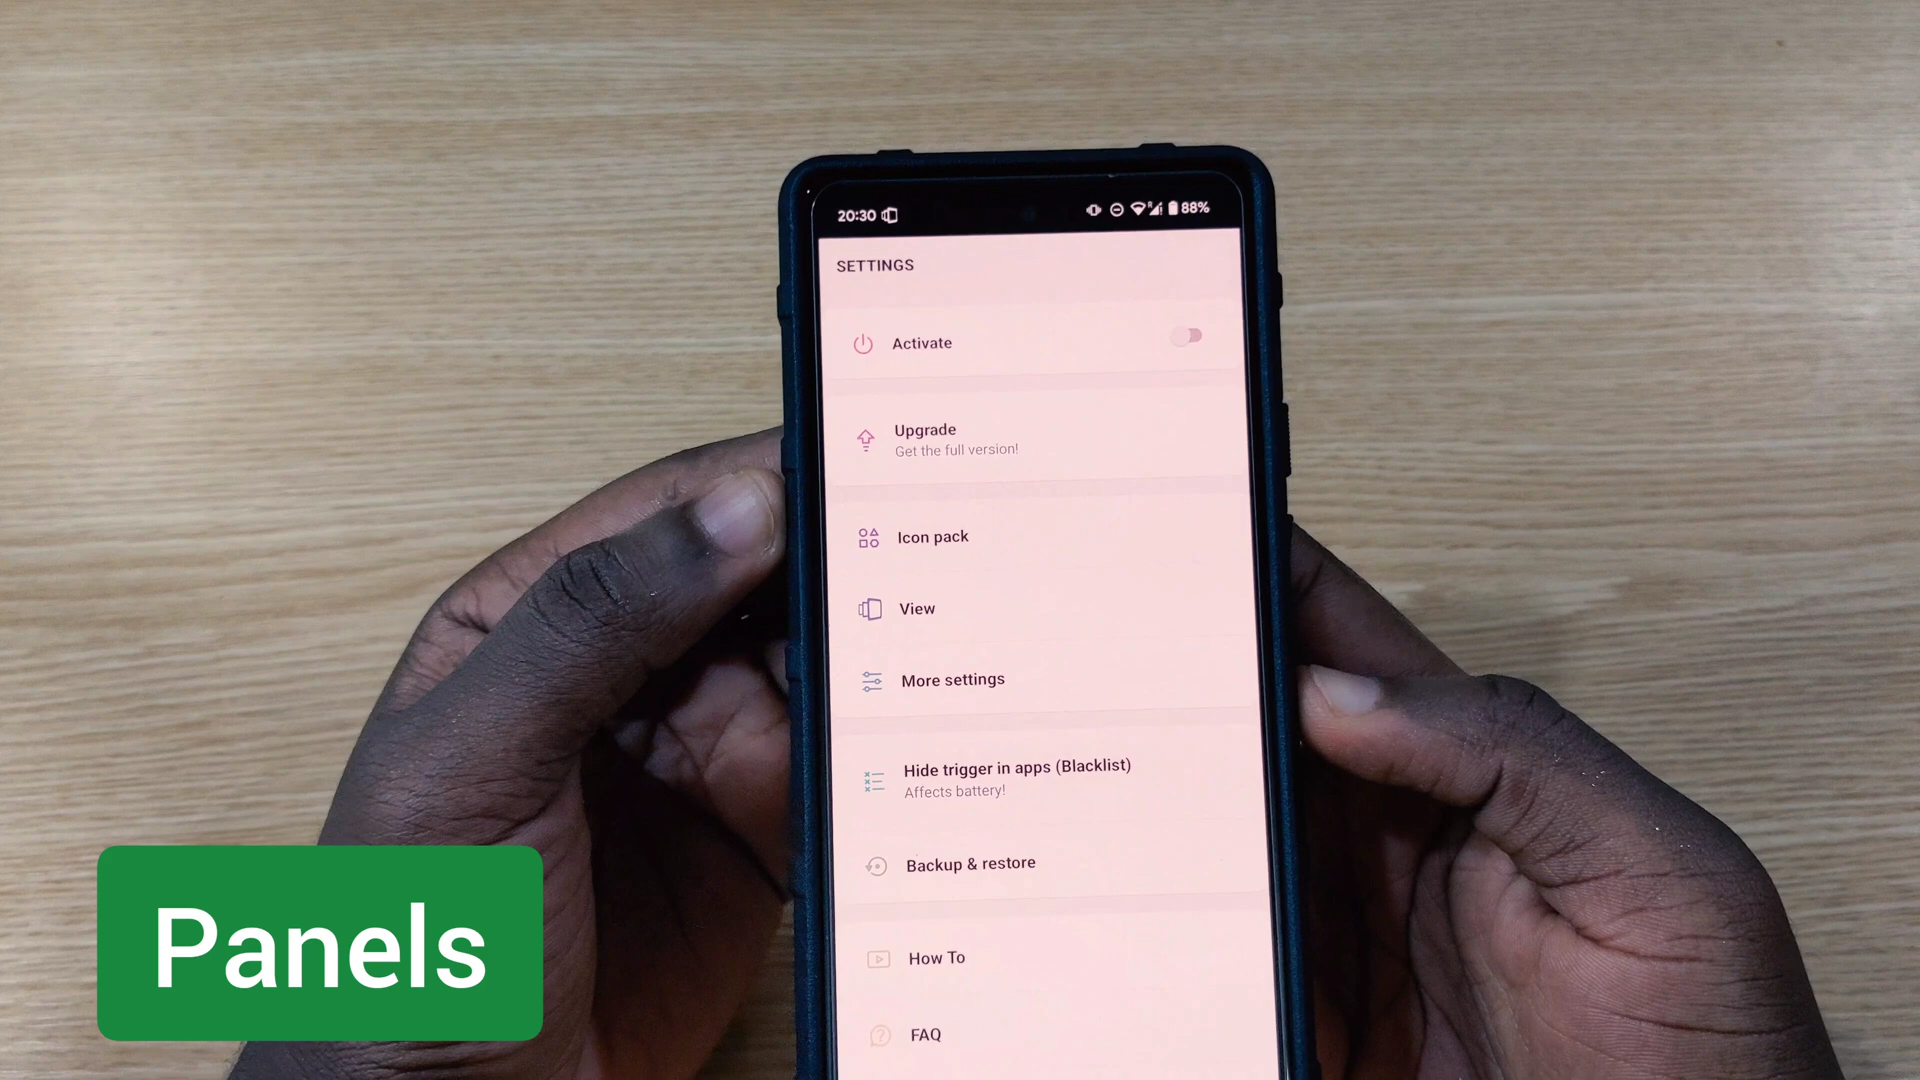 20:30
88%
SETTINGS
Activate
Upgrade
Get the full version!
Icon pack
View
More settings
Hide trigger in apps (Blacklist)
Affects battery!
Backup & restore
How To
FAQ
Panels